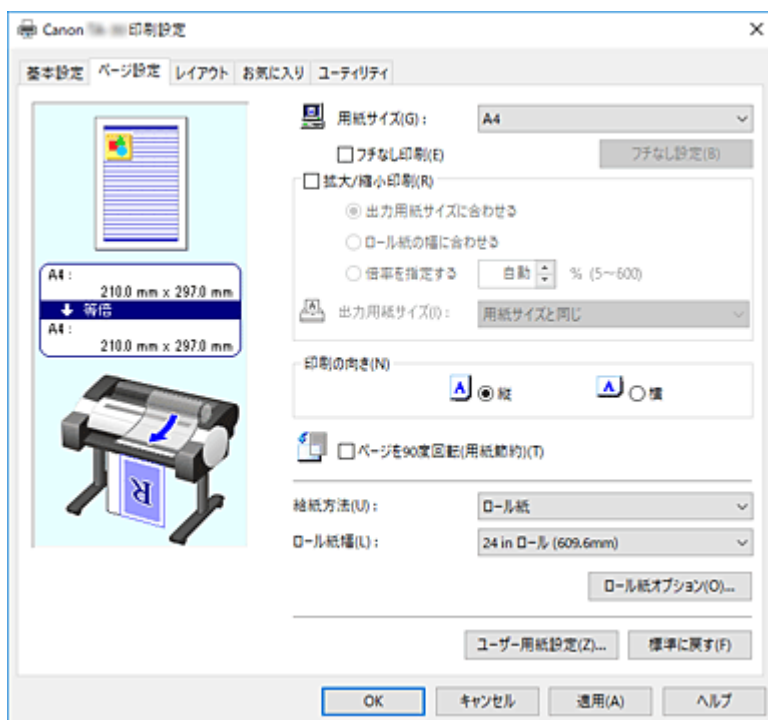 Canon 印刷設定
基本設定 ページ設定 レイアウト お気に入り ユーティリティ
用紙サイズ(G): A4
フチなし印刷(E) フチなし設定(B)
拡大/縮小印刷(R)
出力用紙サイズに合わせる
ロール紙の幅に合わせる
倍率を指定する 自動 % (5～600)
出力用紙サイズ(I): 用紙サイズと同じ
A4:
210.0 mm x 297.0 mm
等倍
A4:
210.0 mm x 297.0 mm
印刷の向き(N)
A 縦 A 横
ページを90度回転(用紙節約)(T)
R
給紙方法(U): ロール紙
ロール紙幅(L): 24 in ロール (609.6mm)
ロール紙オプション(O)...
ユーザー用紙設定(Z)... 標準に戻す(F)
OK キャンセル 適用(A) ヘルプ